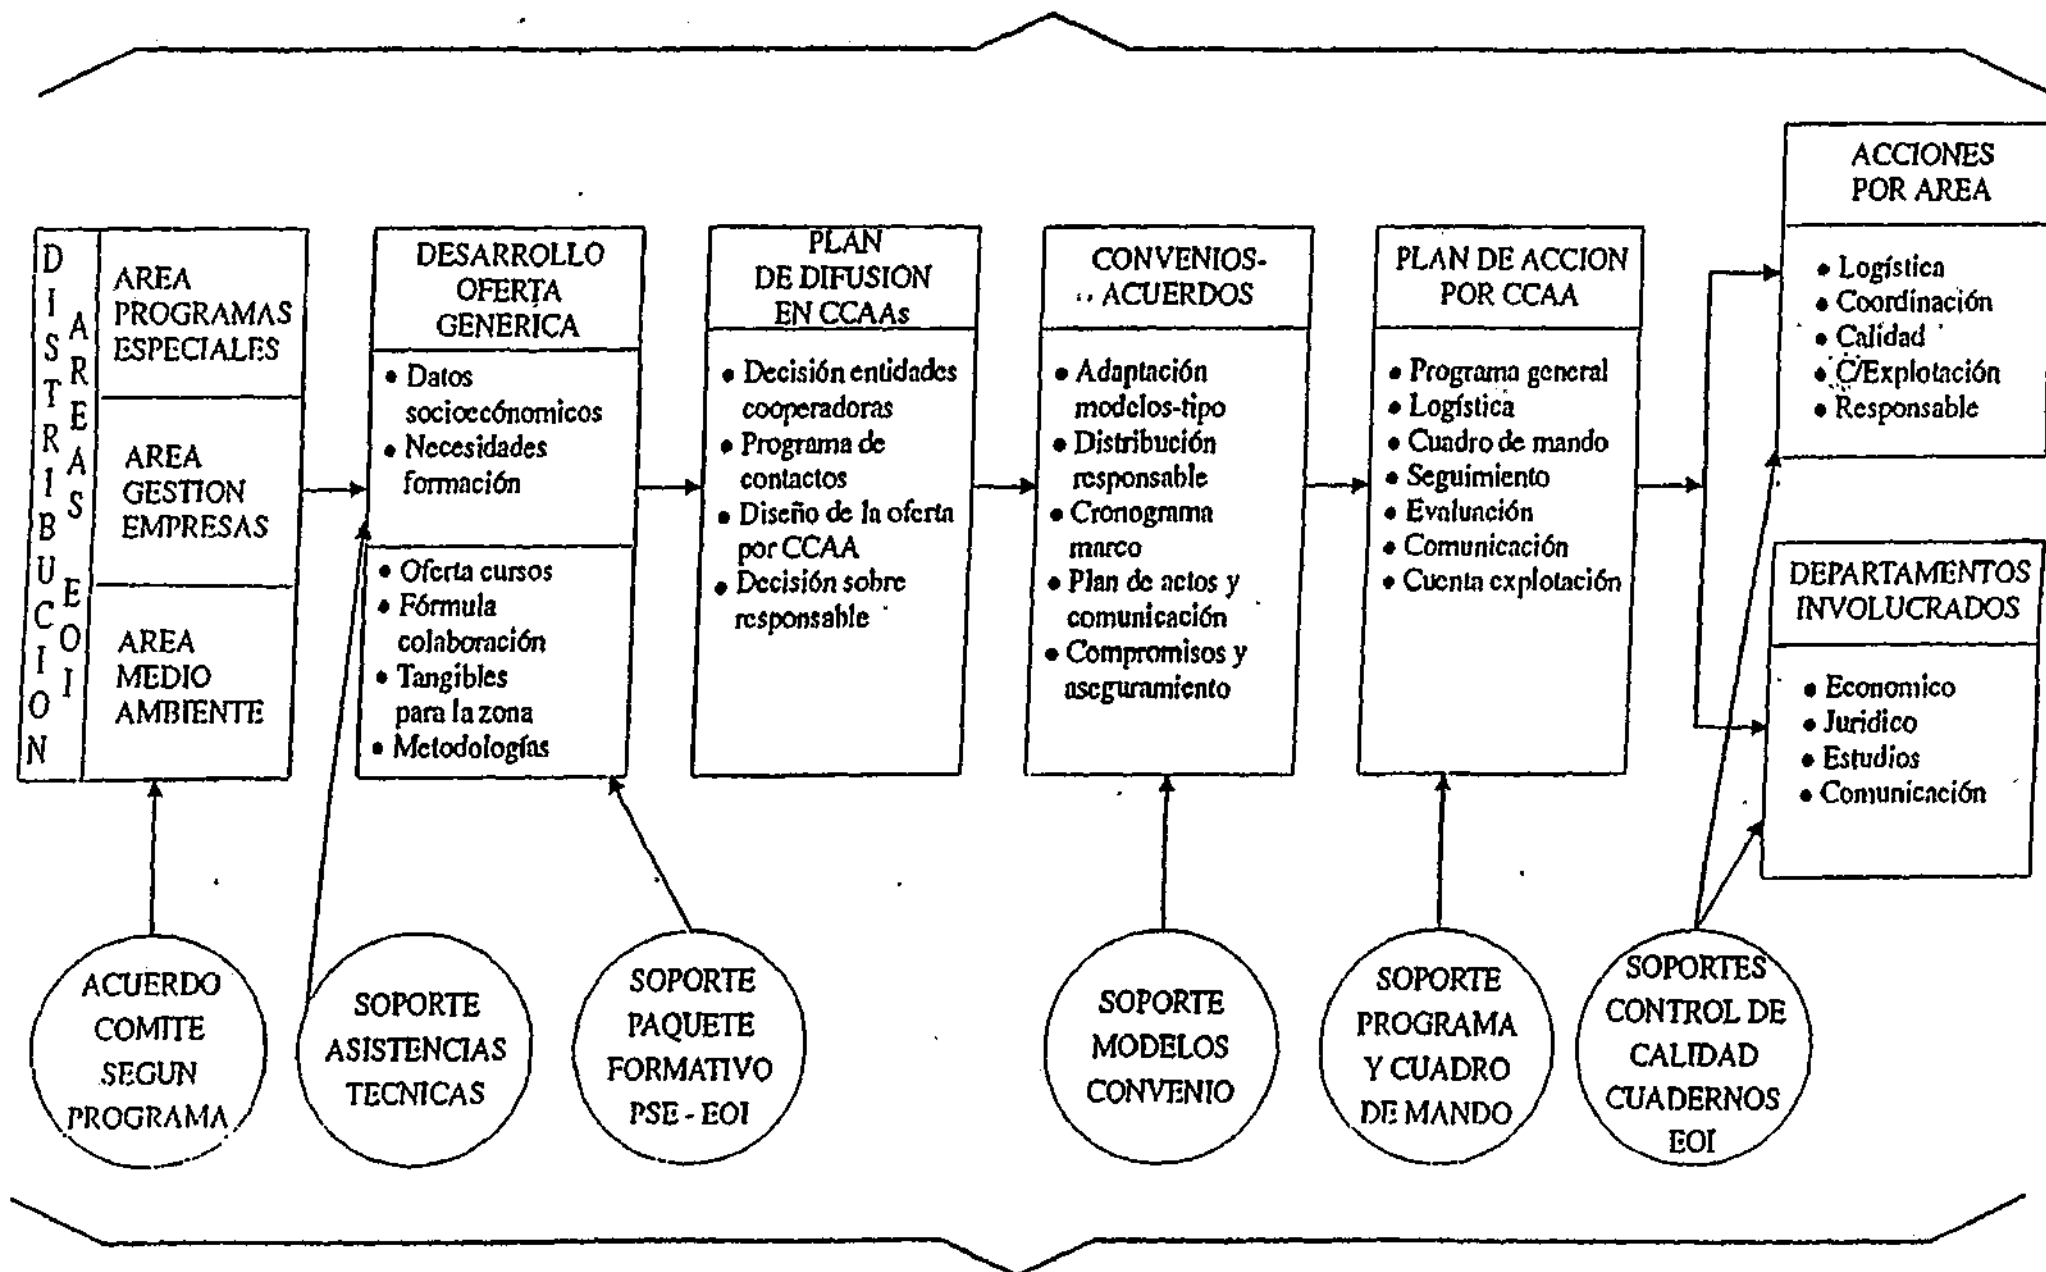 DISTRIBUCION
AREAS EOI
AREA
PROGRAMAS
ESPECIALES
AREA
GESTION
EMPRESAS
AREA
MEDIO
AMBIENTE
DESARROLLO
OFERTA
GENERICA
• Datos
socioecónomicos
• Necesidades
formación
• Oferta cursos
• Fórmula
colaboración
• Tangibles
para la zona
• Metodologías
PLAN
DE DIFUSION
EN CCAAs
• Decisión entidades
cooperadoras
• Programa de
contactos
• Diseño de la oferta
por CCAA
• Decisión sobre
responsable
CONVENIOS-
ACUERDOS
• Adaptación
modelos-tipo
• Distribución
responsable
• Cronograma
marco
• Plan de actos y
comunicación
• Compromisos y
aseguramiento
PLAN DE ACCION
POR CCAA
• Programa general
• Logística
• Cuadro de mando
• Seguimiento
• Evaluación
• Comunicación
• Cuenta explotación
ACCIONES
POR AREA
• Logística
• Coordinación
• Calidad
• C/Explotación
• Responsable
DEPARTAMENTOS
INVOLUCRADOS
• Economico
• Juridico
• Estudios
• Comunicación
ACUERDO
COMITE
SEGUN
PROGRAMA
SOPORTE
ASISTENCIAS
TECNICAS
SOPORTE
PAQUETE
FORMATIVO
PSE - EOI
SOPORTE
MODELOS
CONVENIO
SOPORTE
PROGRAMA
Y CUADRO
DE MANDO
SOPORTES
CONTROL DE
CALIDAD
CUADERNOS
EOI